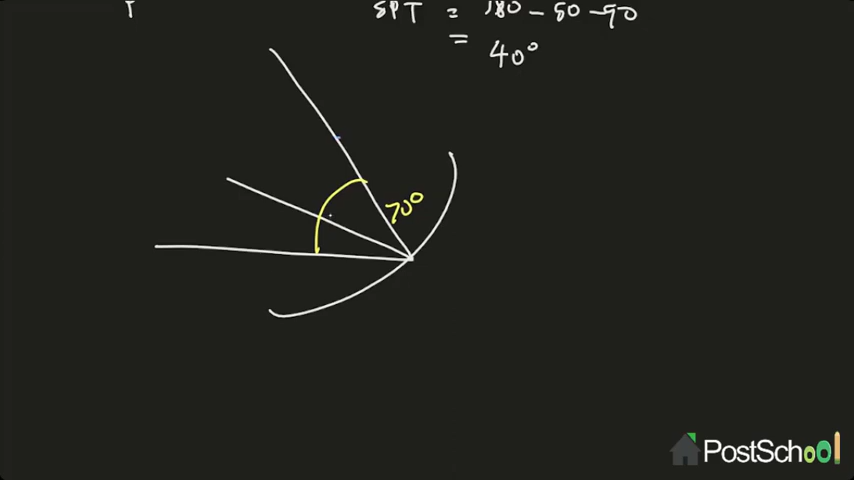 T SPT = 180 - 50 - 90
= 40°
70°
PostSchool